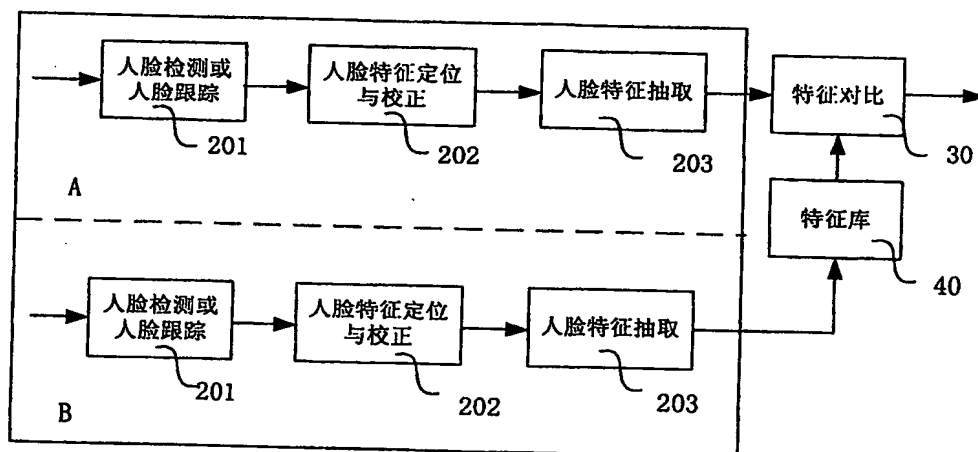 人脸检测或
人脸跟踪
201
人脸特征定位
与校正
202
人脸特征抽取
203
特征对比
30
A
特征库
40
人脸检测或
人脸跟踪
201
人脸特征定位
与校正
202
人脸特征抽取
203
B